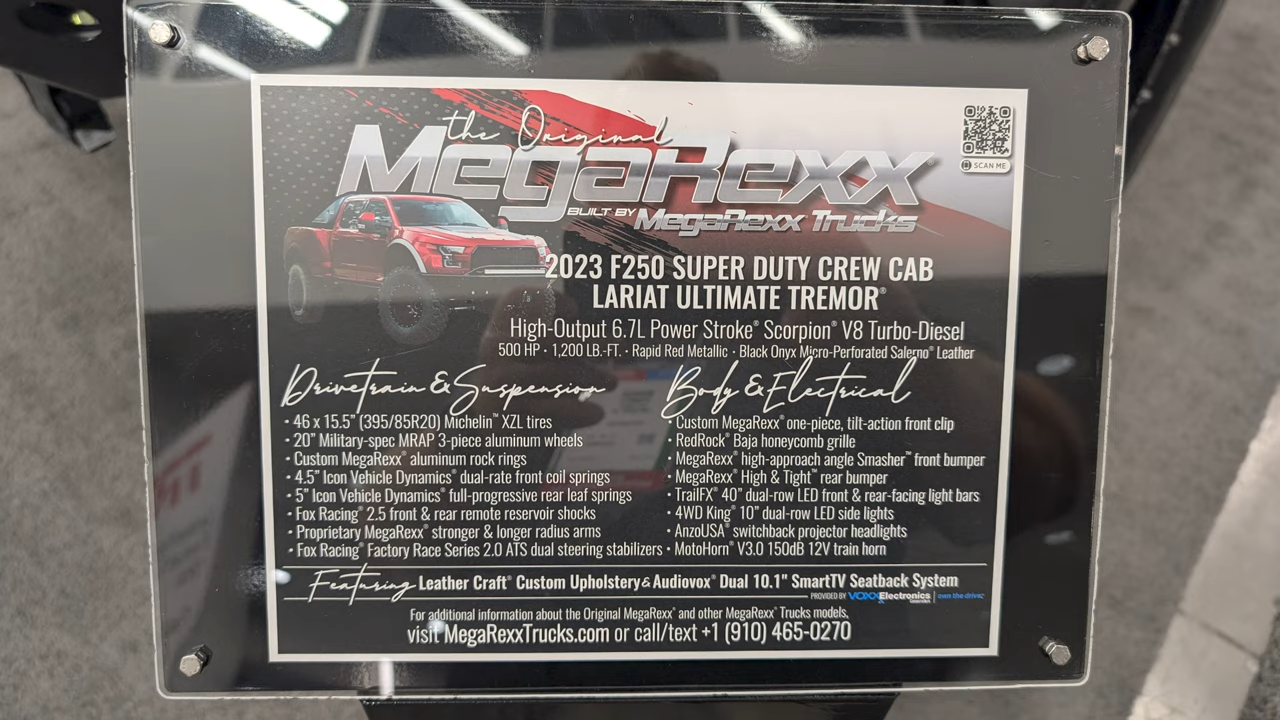 the Original
MegaRexx®
BUILT BY MegaRexx Trucks
SCAN ME
2023 F250 SUPER DUTY CREW CAB
LARIAT ULTIMATE TREMOR®
High-Output 6.7L Power Stroke® Scorpion® V8 Turbo-Diesel
500 HP · 1,200 LB.-FT. · Rapid Red Metallic · Black Onyx Micro-Perforated Salerno® Leather
Drivetrain & Suspension
· 46 x 15.5” (395/85R20) Michelin™ XZL tires
· 20” Military-spec MRAP 3-piece aluminum wheels
· Custom MegaRexx® aluminum rock rings
· 4.5” Icon Vehicle Dynamics® dual-rate front coil springs
· 5” Icon Vehicle Dynamics® full-progressive rear leaf springs
· Fox Racing® 2.5 front & rear remote reservoir shocks
· Proprietary MegaRexx® stronger & longer radius arms
· Fox Racing® Factory Race Series 2.0 ATS dual steering stabilizers
Body & Electrical
· Custom MegaRexx® one-piece, tilt-action front clip
· RedRock® Baja honeycomb grille
· MegaRexx® high-approach angle Smasher™ front bumper
· MegaRexx® High & Tight™ rear bumper
· TrailFX® 40” dual-row LED front & rear-facing light bars
· 4WD King® 10” dual-row LED side lights
· AnzoUSA® switchback projector headlights
· MotoHorn® V3.0 150dB 12V train horn
Featuring Leather Craft® Custom Upholstery & Audiovox® Dual 10.1" SmartTV Seatback System
PROVIDED BY VOXX Electronics | own the drive
For additional information about the Original MegaRexx® and other MegaRexx® Trucks models,
visit MegaRexxTrucks.com or call/text +1 (910) 465-0270